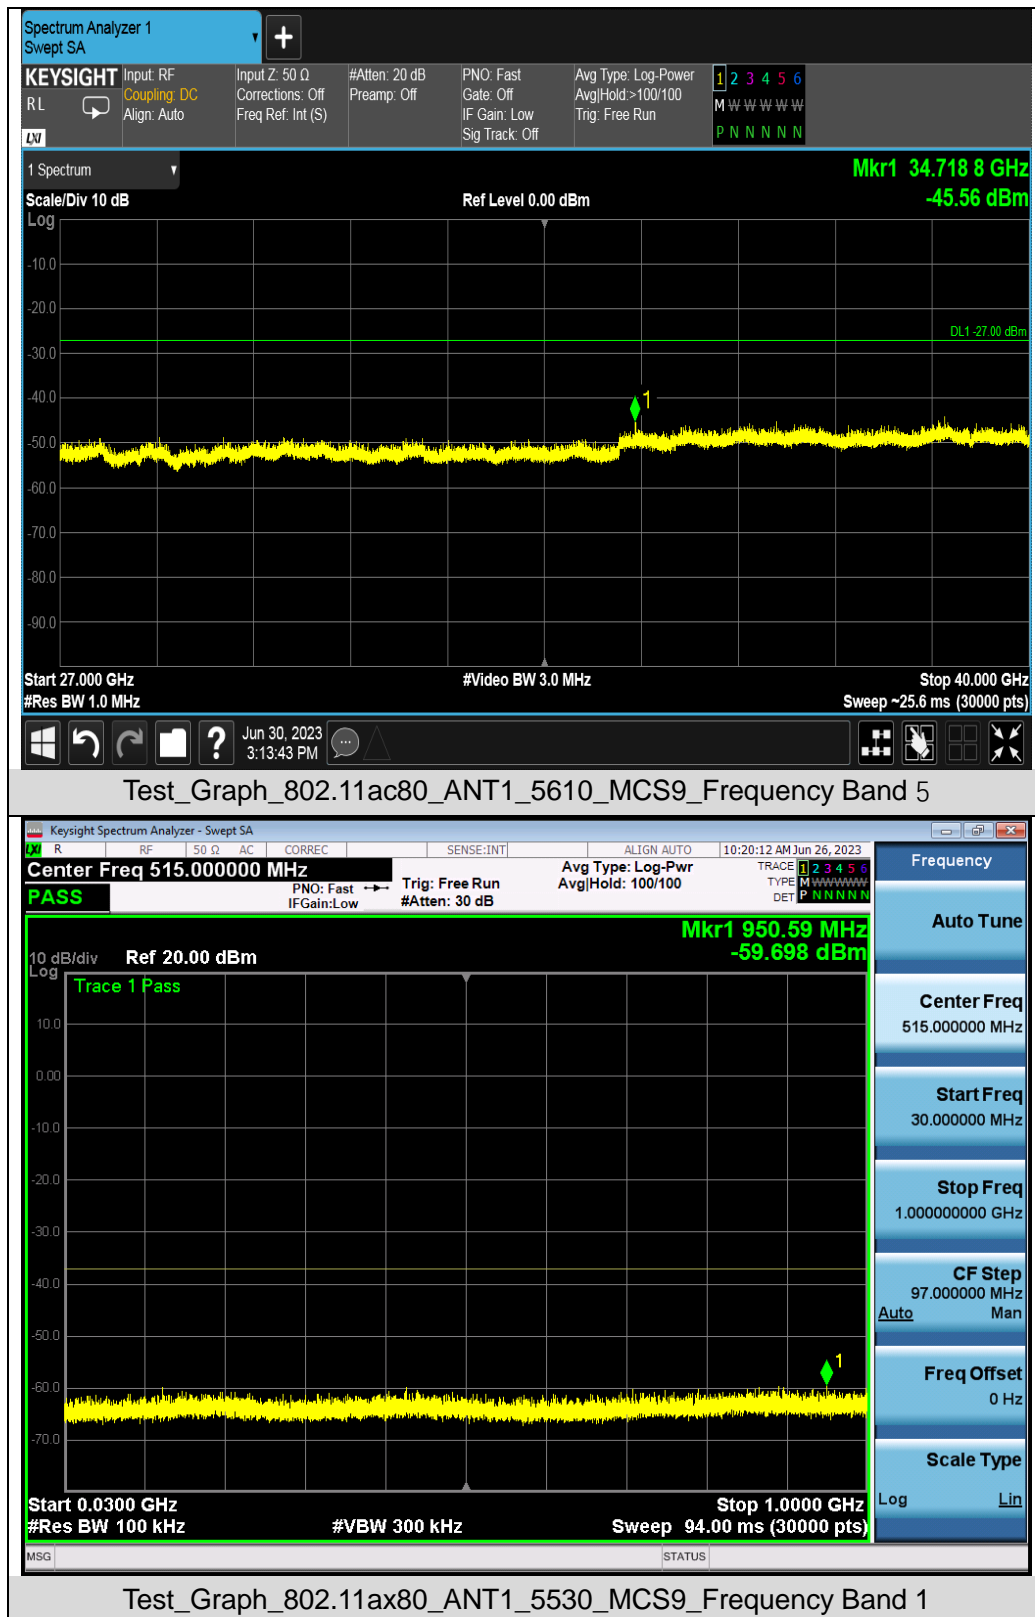 Spectrum Analyzer 1
Swept SA
KEYSIGHT
R L
LXI
Input: RF
Coupling: DC
Align: Auto
Input Z: 50 Ω
Corrections: Off
Freq Ref: Int (S)
#Atten: 20 dB
Preamp: Off
PNO: Fast
Gate: Off
IF Gain: Low
Sig Track: Off
Avg Type: Log-Power
Avg|Hold:>100/100
Trig: Free Run
1 2 3 4 5 6
M W W W W W
P N N N N N
1 Spectrum
Mkr1 34.718 8 GHz
-45.56 dBm
Scale/Div 10 dB
Ref Level 0.00 dBm
Log
-10.0
-20.0
DL1 -27.00 dBm
-30.0
-40.0
1
-50.0
-60.0
-70.0
-80.0
-90.0
Start 27.000 GHz
#Video BW 3.0 MHz
Stop 40.000 GHz
#Res BW 1.0 MHz
Sweep ~25.6 ms (30000 pts)
?
Jun 30, 2023
3:13:43 PM
Test_Graph_802.11ac80_ANT1_5610_MCS9_Frequency Band 5
Keysight Spectrum Analyzer - Swept SA
LXI R RF 50 Ω AC CORREC SENSE:INT ALIGN AUTO 10:20:12 AM Jun 26, 2023
Center Freq 515.000000 MHz
PASS
PNO: Fast
IFGain:Low
Trig: Free Run
#Atten: 30 dB
Avg Type: Log-Pwr
Avg|Hold: 100/100
TRACE 1 2 3 4 5 6
TYPE M W W W W W
DET P N N N N N
Mkr1 950.59 MHz
-59.698 dBm
10 dB/div
Ref 20.00 dBm
Log
Trace 1 Pass
10.0
0.00
-10.0
-20.0
-30.0
-40.0
-50.0
1
-60.0
-70.0
Start 0.0300 GHz
Stop 1.0000 GHz
#Res BW 100 kHz
#VBW 300 kHz
Sweep 94.00 ms (30000 pts)
MSG
STATUS
Frequency
Auto Tune
Center Freq
515.000000 MHz
Start Freq
30.000000 MHz
Stop Freq
1.000000000 GHz
CF Step
97.000000 MHz
Auto Man
Freq Offset
0 Hz
Scale Type
Log Lin
Test_Graph_802.11ax80_ANT1_5530_MCS9_Frequency Band 1